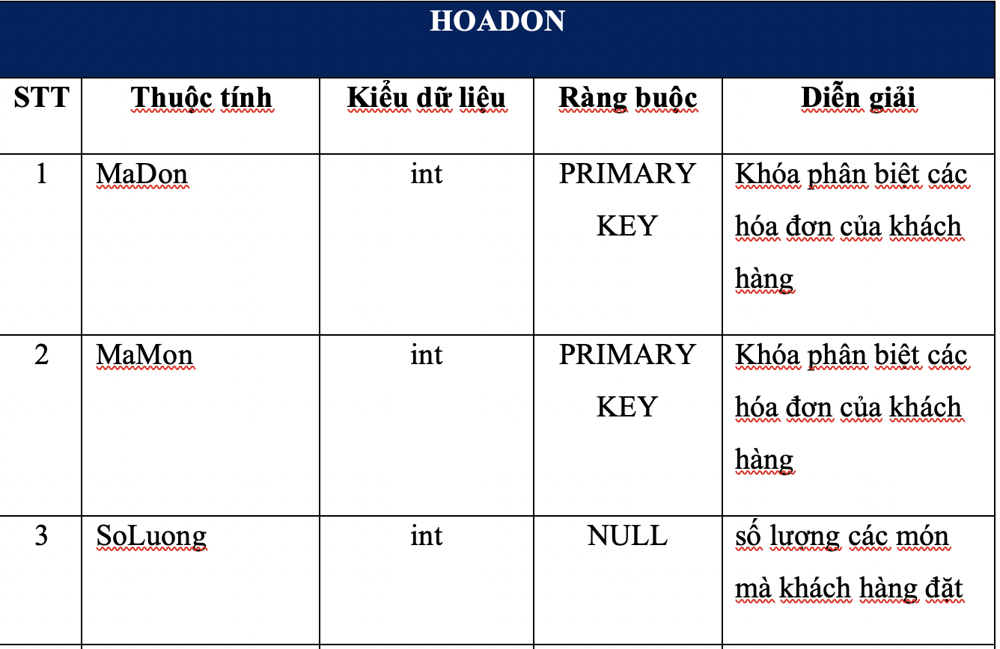 HOADON
STT Thuộc tính Kiểu dữ liệu Ràng buộc Diễn giải
1 MaDon int PRIMARY Khóa phân biệt các
KEY hóa đơn của khách
hàng
2 MaMon int PRIMARY Khóa phân biệt các
KEY hóa đơn của khách
hàng
3 SoLuong int NULL số lượng các món
mà khách hàng đặt